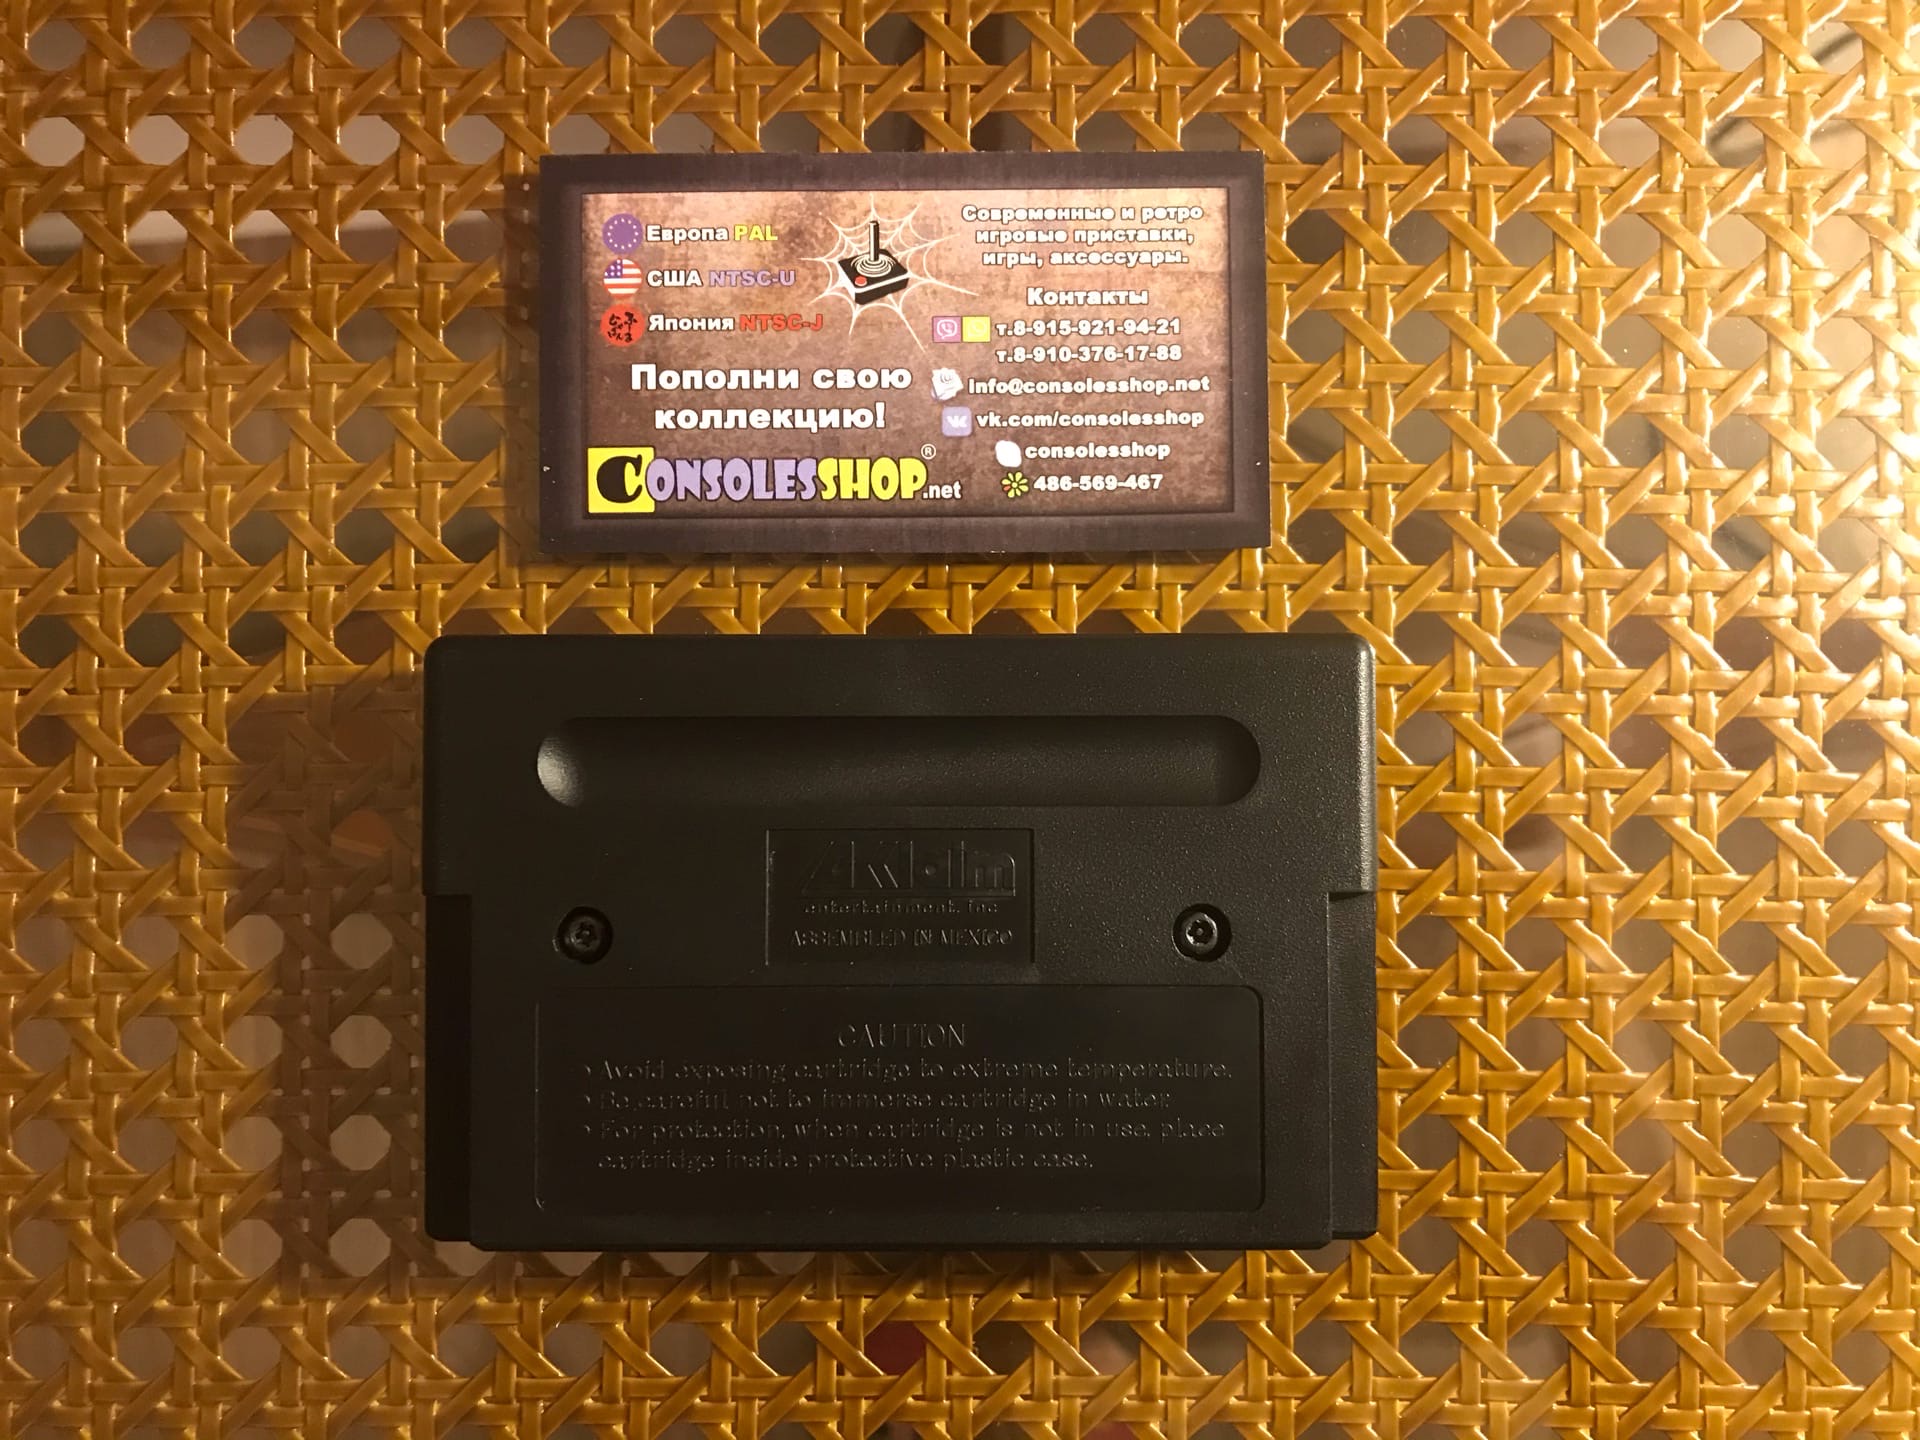 Европа PAL
США NTSC-U
Япония NTSC-J
Пополни свою
коллекцию!
CONSOLESSHOP.net®
Современные и ретро
игровые приставки,
игры, аксессуары.
Контакты
т.8-915-921-94-21
т.8-910-376-17-88
info@consolesshop.net
vk.com/consolesshop
consolesshop
486-569-467
AKlaim
entertainment, inc
ASSEMBLED IN MEXICO
CAUTION
• Avoid exposing cartridge to extreme temperature.
• Be careful not to immerse cartridge in water.
• For protection, when cartridge is not in use, place
cartridge inside protective plastic case.